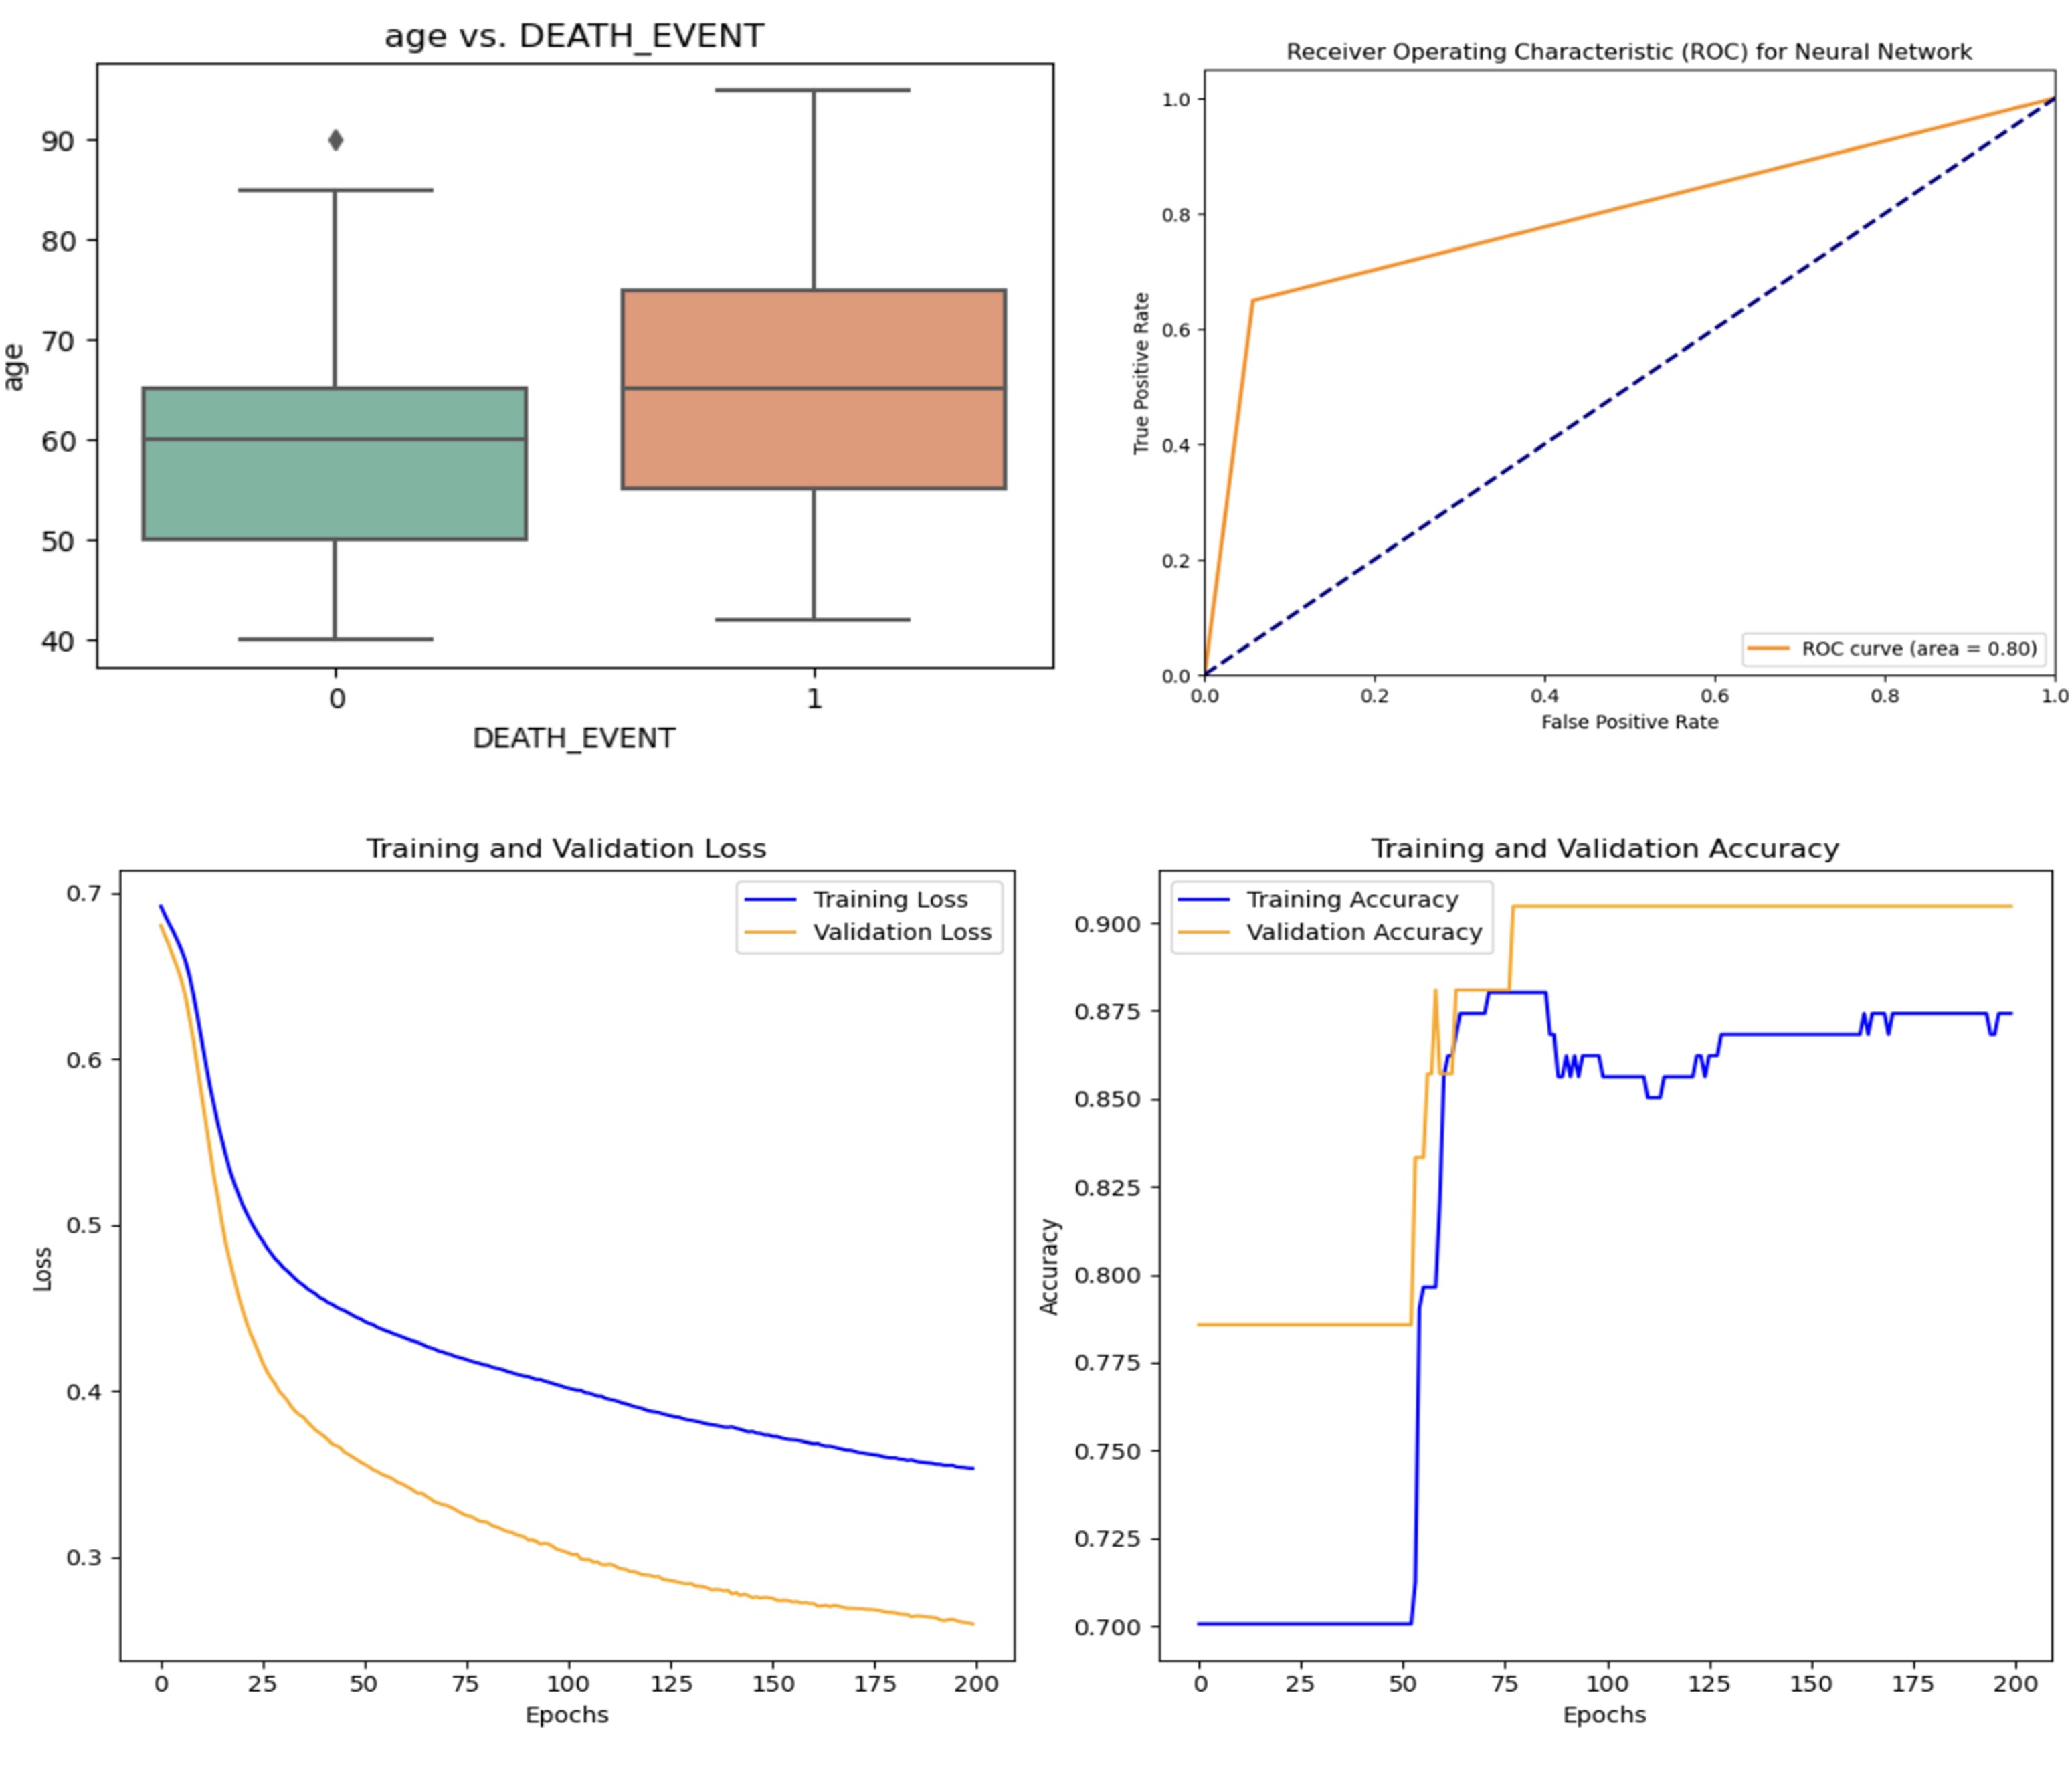 age vs. DEATH_EVENT
90
80
70
60
50
40
age
0
1
DEATH_EVENT
Receiver Operating Characteristic (ROC) for Neural Network
1.0
0.8
0.6
0.4
0.2
0.0
True Positive Rate
ROC curve (area = 0.80)
0.0 0.2 0.4 0.6 0.8 1.0
False Positive Rate
Training and Validation Loss
Training Loss
Validation Loss
0.7
0.6
0.5
0.4
0.3
Loss
0 25 50 75 100 125 150 175 200
Epochs
Training and Validation Accuracy
Training Accuracy
Validation Accuracy
0.900
0.875
0.850
0.825
0.800
0.775
0.750
0.725
0.700
Accuracy
0 25 50 75 100 125 150 175 200
Epochs